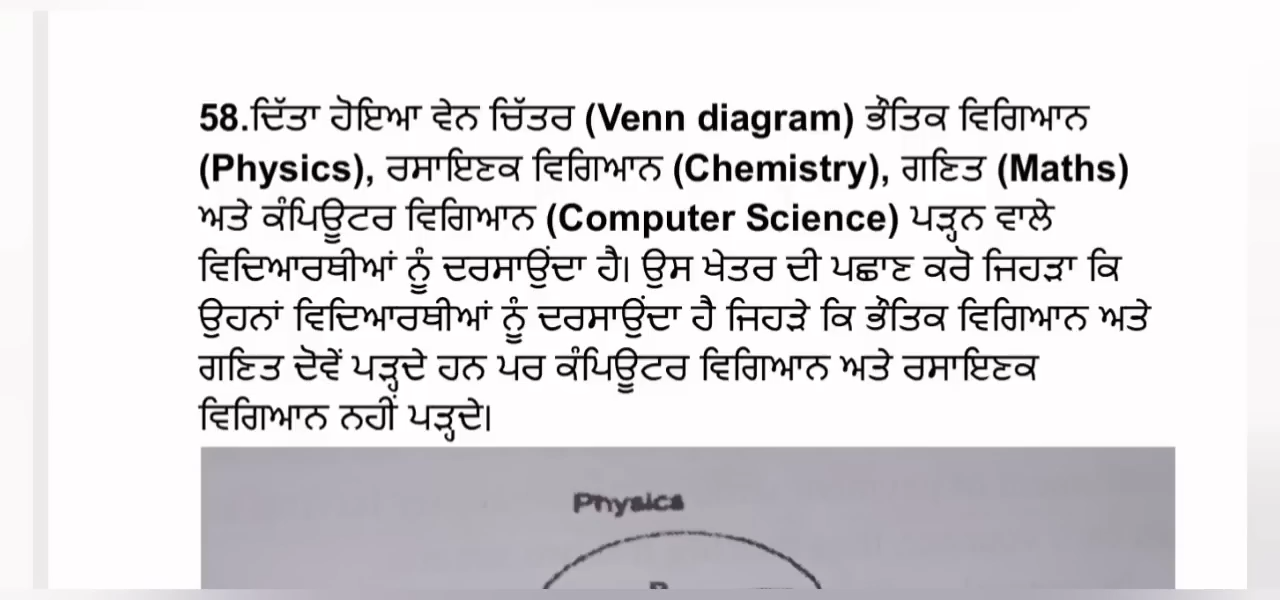 58.ਦਿੱਤਾ ਹੋਇਆ ਵੇਨ ਚਿੱਤਰ (Venn diagram) ਭੌਤਿਕ ਵਿਗਿਆਨ
(Physics), ਰਸਾਇਣਕ ਵਿਗਿਆਨ (Chemistry), ਗਣਿਤ (Maths)
ਅਤੇ ਕੰਪਿਊਟਰ ਵਿਗਿਆਨ (Computer Science) ਪੜ੍ਹਨ ਵਾਲੇ
ਵਿਦਿਆਰਥੀਆਂ ਨੂੰ ਦਰਸਾਉਂਦਾ ਹੈ। ਉਸ ਖੇਤਰ ਦੀ ਪਛਾਣ ਕਰੋ ਜਿਹੜਾ ਕਿ
ਉਹਨਾਂ ਵਿਦਿਆਰਥੀਆਂ ਨੂੰ ਦਰਸਾਉਂਦਾ ਹੈ ਜਿਹੜੇ ਕਿ ਭੌਤਿਕ ਵਿਗਿਆਨ ਅਤੇ
ਗਣਿਤ ਦੋਵੇਂ ਪੜ੍ਹਦੇ ਹਨ ਪਰ ਕੰਪਿਊਟਰ ਵਿਗਿਆਨ ਅਤੇ ਰਸਾਇਣਕ
ਵਿਗਿਆਨ ਨਹੀਂ ਪੜ੍ਹਦੇ।
Physics